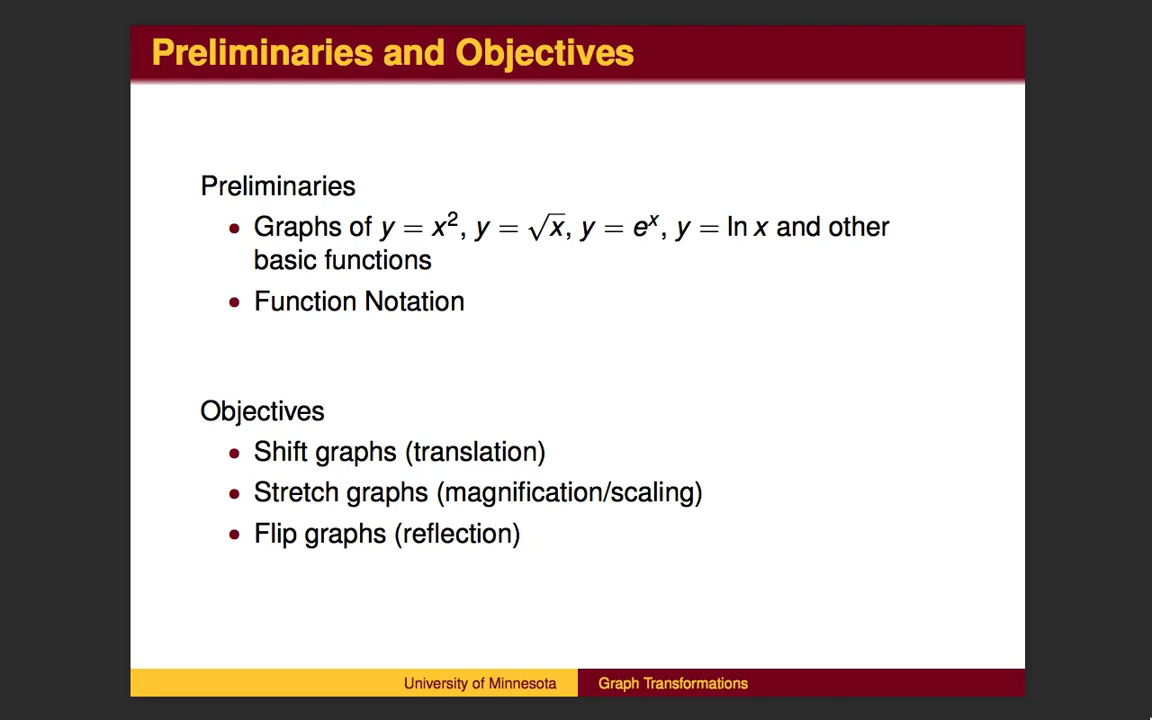 Preliminaries and Objectives
Preliminaries
• Graphs of y = x², y = √x, y = eˣ, y = ln x and other
basic functions
• Function Notation
Objectives
• Shift graphs (translation)
• Stretch graphs (magnification/scaling)
• Flip graphs (reflection)
University of Minnesota
Graph Transformations